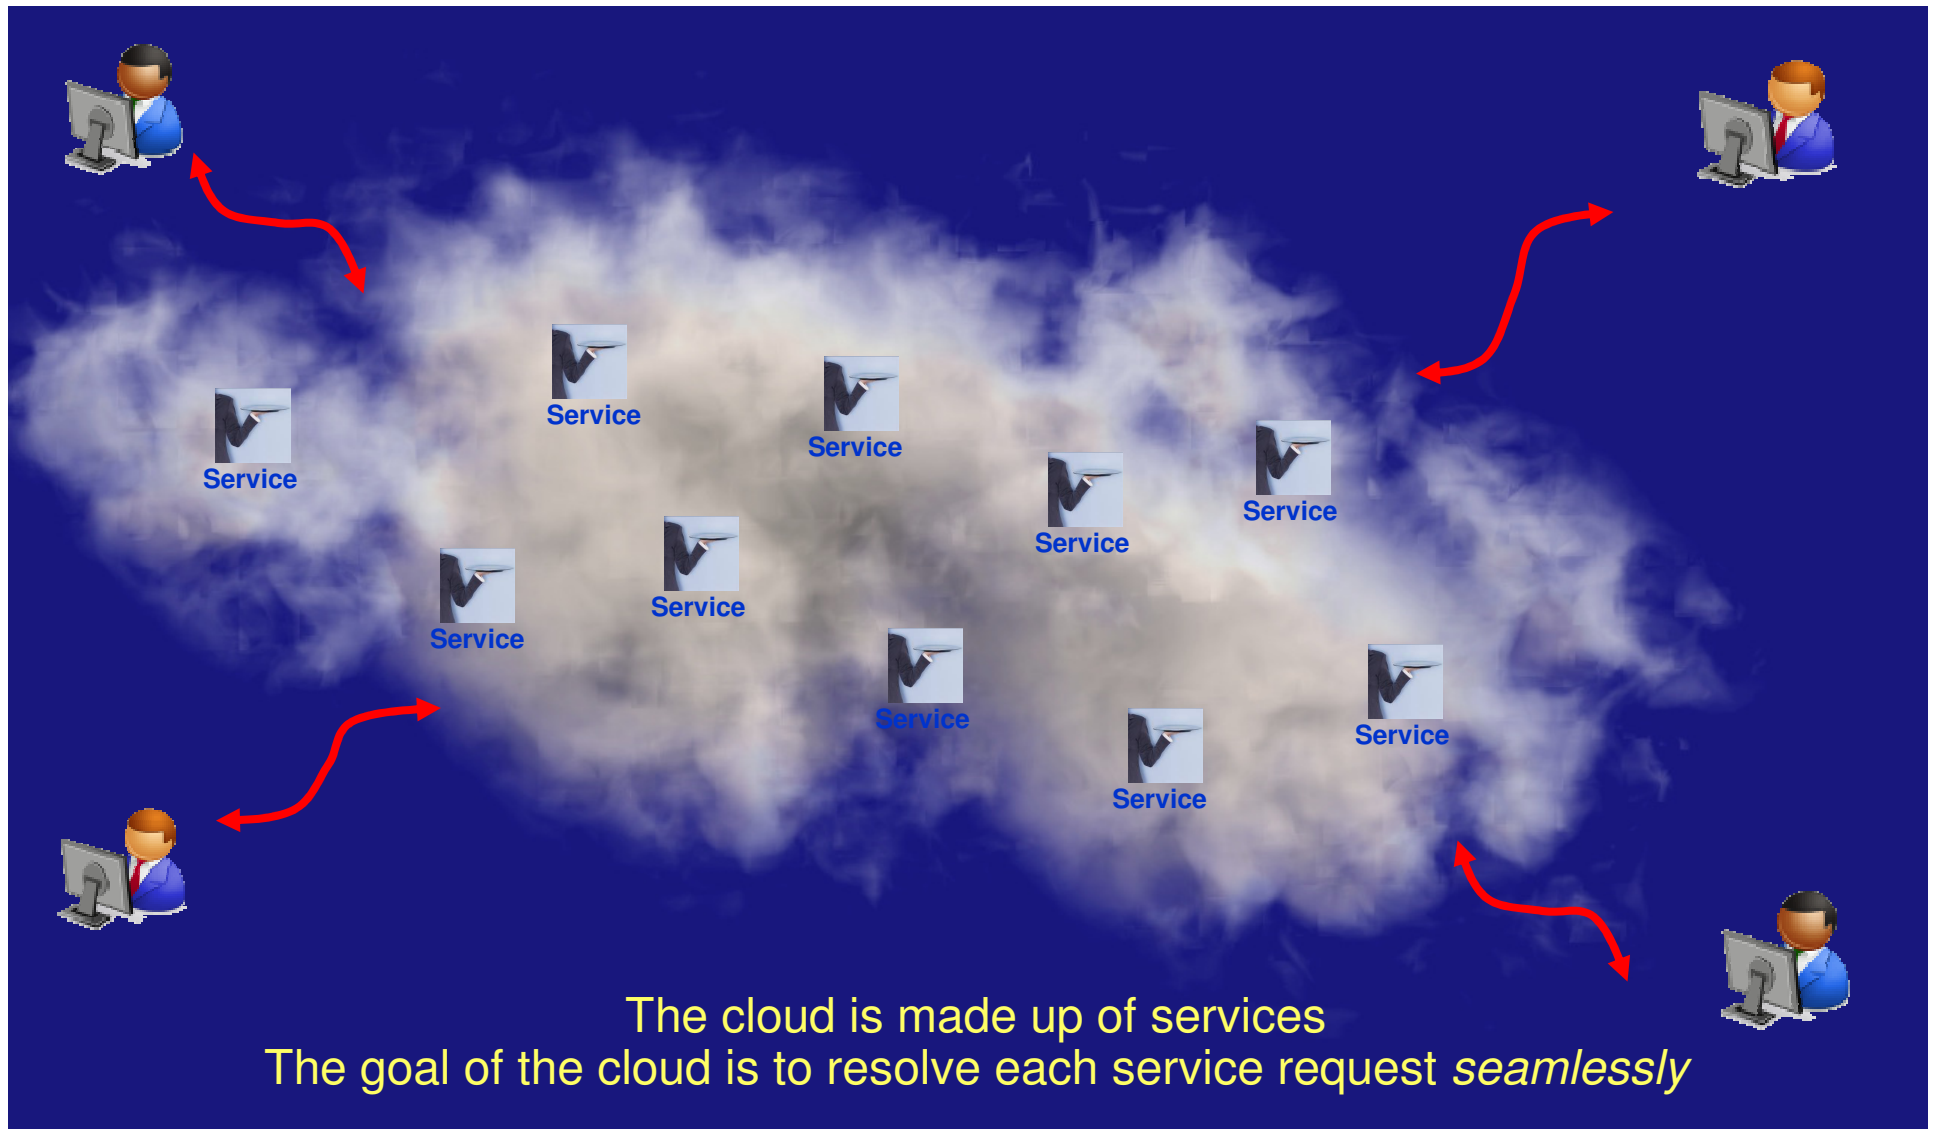 Service
Service
Service
Service
Service
Service
Service
Service
Service
Service
The cloud is made up of services
The goal of the cloud is to resolve each service request seamlessly